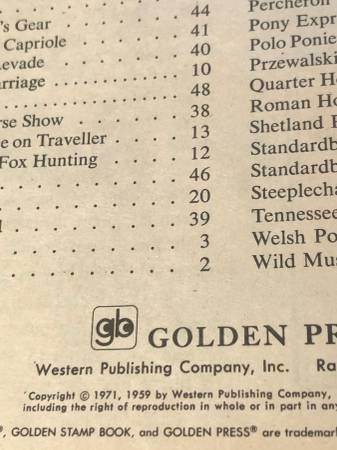 's Gear . . . . . . 44
Capriole . . . . . 41
Levade . . . . . . 40
arriage . . . . . . 10
. . . . . . . . . . 48
rse Show . . . . . 38
e on Traveller . . . . 13
Fox Hunting . . . . 12
. . . . . . . . . . 46
. . . . . . . . . . 20
. . . . . . . . . . 39
. . . . . . . . . . 3
. . . . . . . . . . 2
Percheron
Pony Expr
Polo Ponie
Przewalski
Quarter Ho
Roman Ho
Shetland P
Standardb
Standardb
Steeplecha
Tennessee
Welsh Po
Wild Mus
gb GOLDEN PR
Western Publishing Company, Inc. Ra
Copyright © 1971, 1959 by Western Publishing Company,
including the right of reproduction in whole or in part in any
®, GOLDEN STAMP BOOK, and GOLDEN PRESS® are tradema